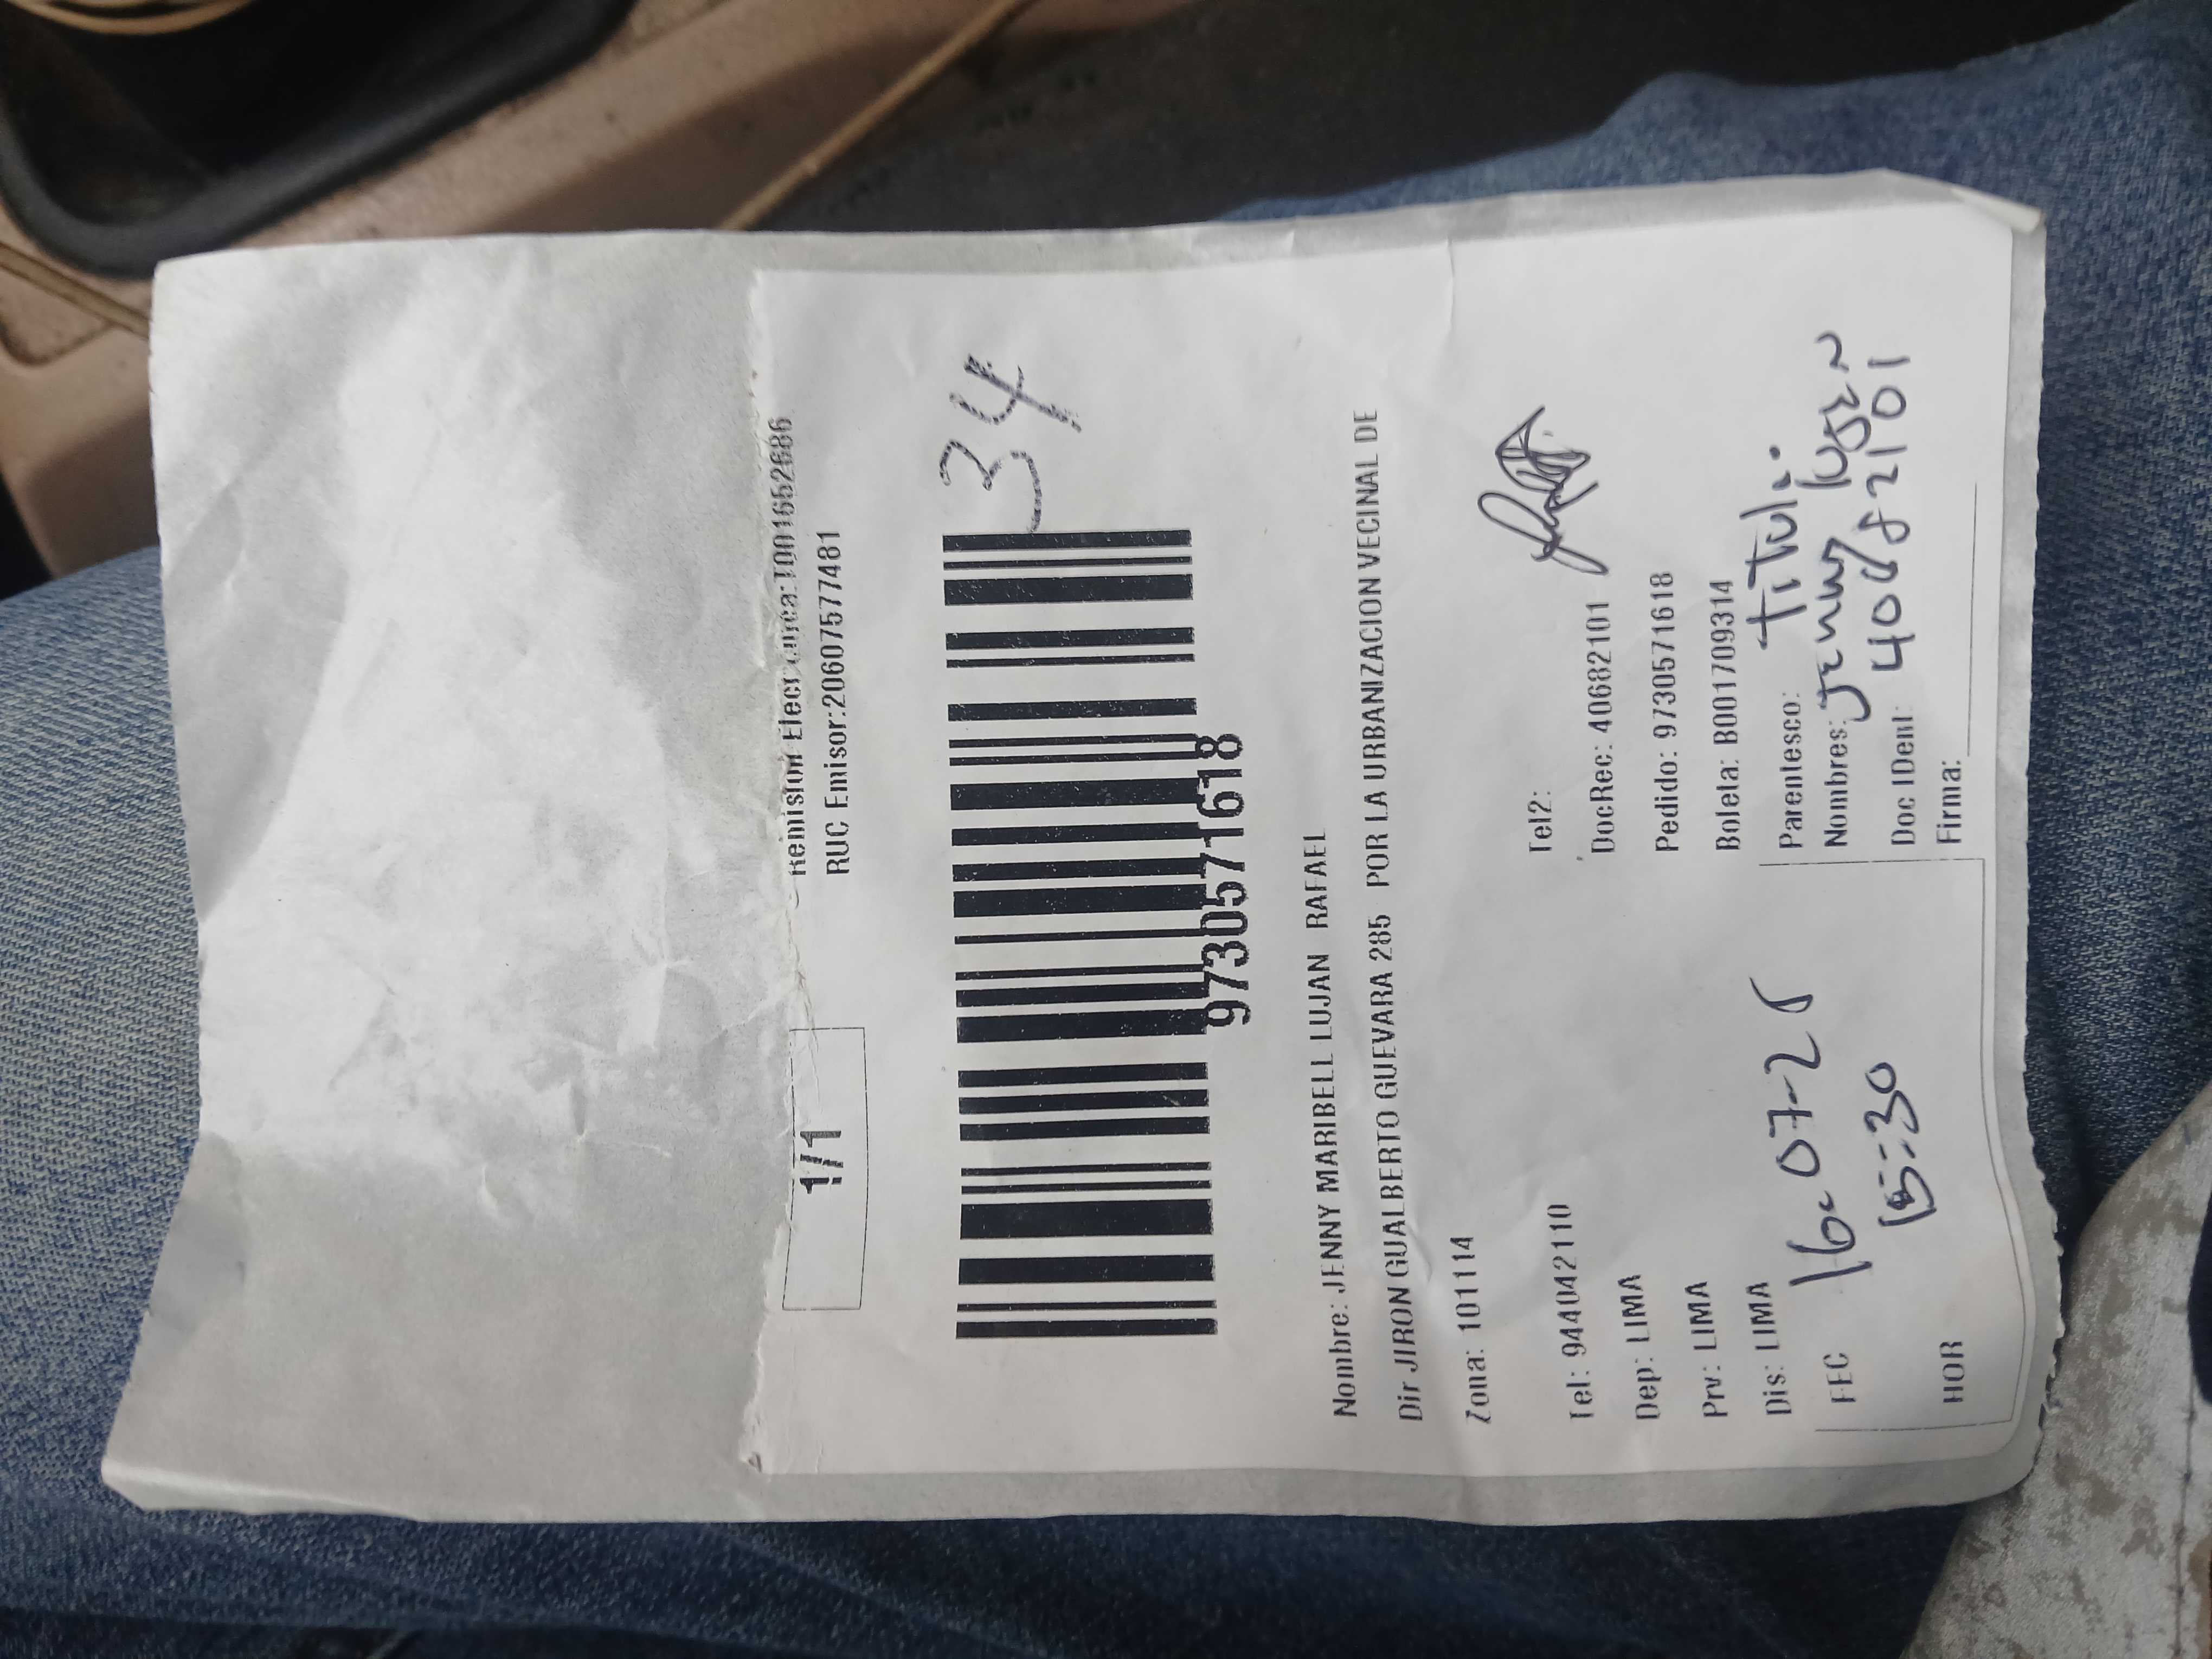 Remision Electronica:1001652686
1/1
RUC Emisor:20607577481
34
9730571618
Nombre: JENNY MARIBELL LUJAN RAFAEL
Dir JIRON GUALBERTO GUEVARA 285 POR LA URBANIZACION VECINAL DE
Zona: 101114
Tel: 944042110
Tel2:
Dep: LIMA
DocRec: 40682101
Prv: LIMA
Pedido: 9730571618
Dis: LIMA
Boleta: B001709314
FEC 16-07-25
HOR 15:30
Parentesco: titular
Nombres: Jenny
Doc IDent: 40682101
Firma: